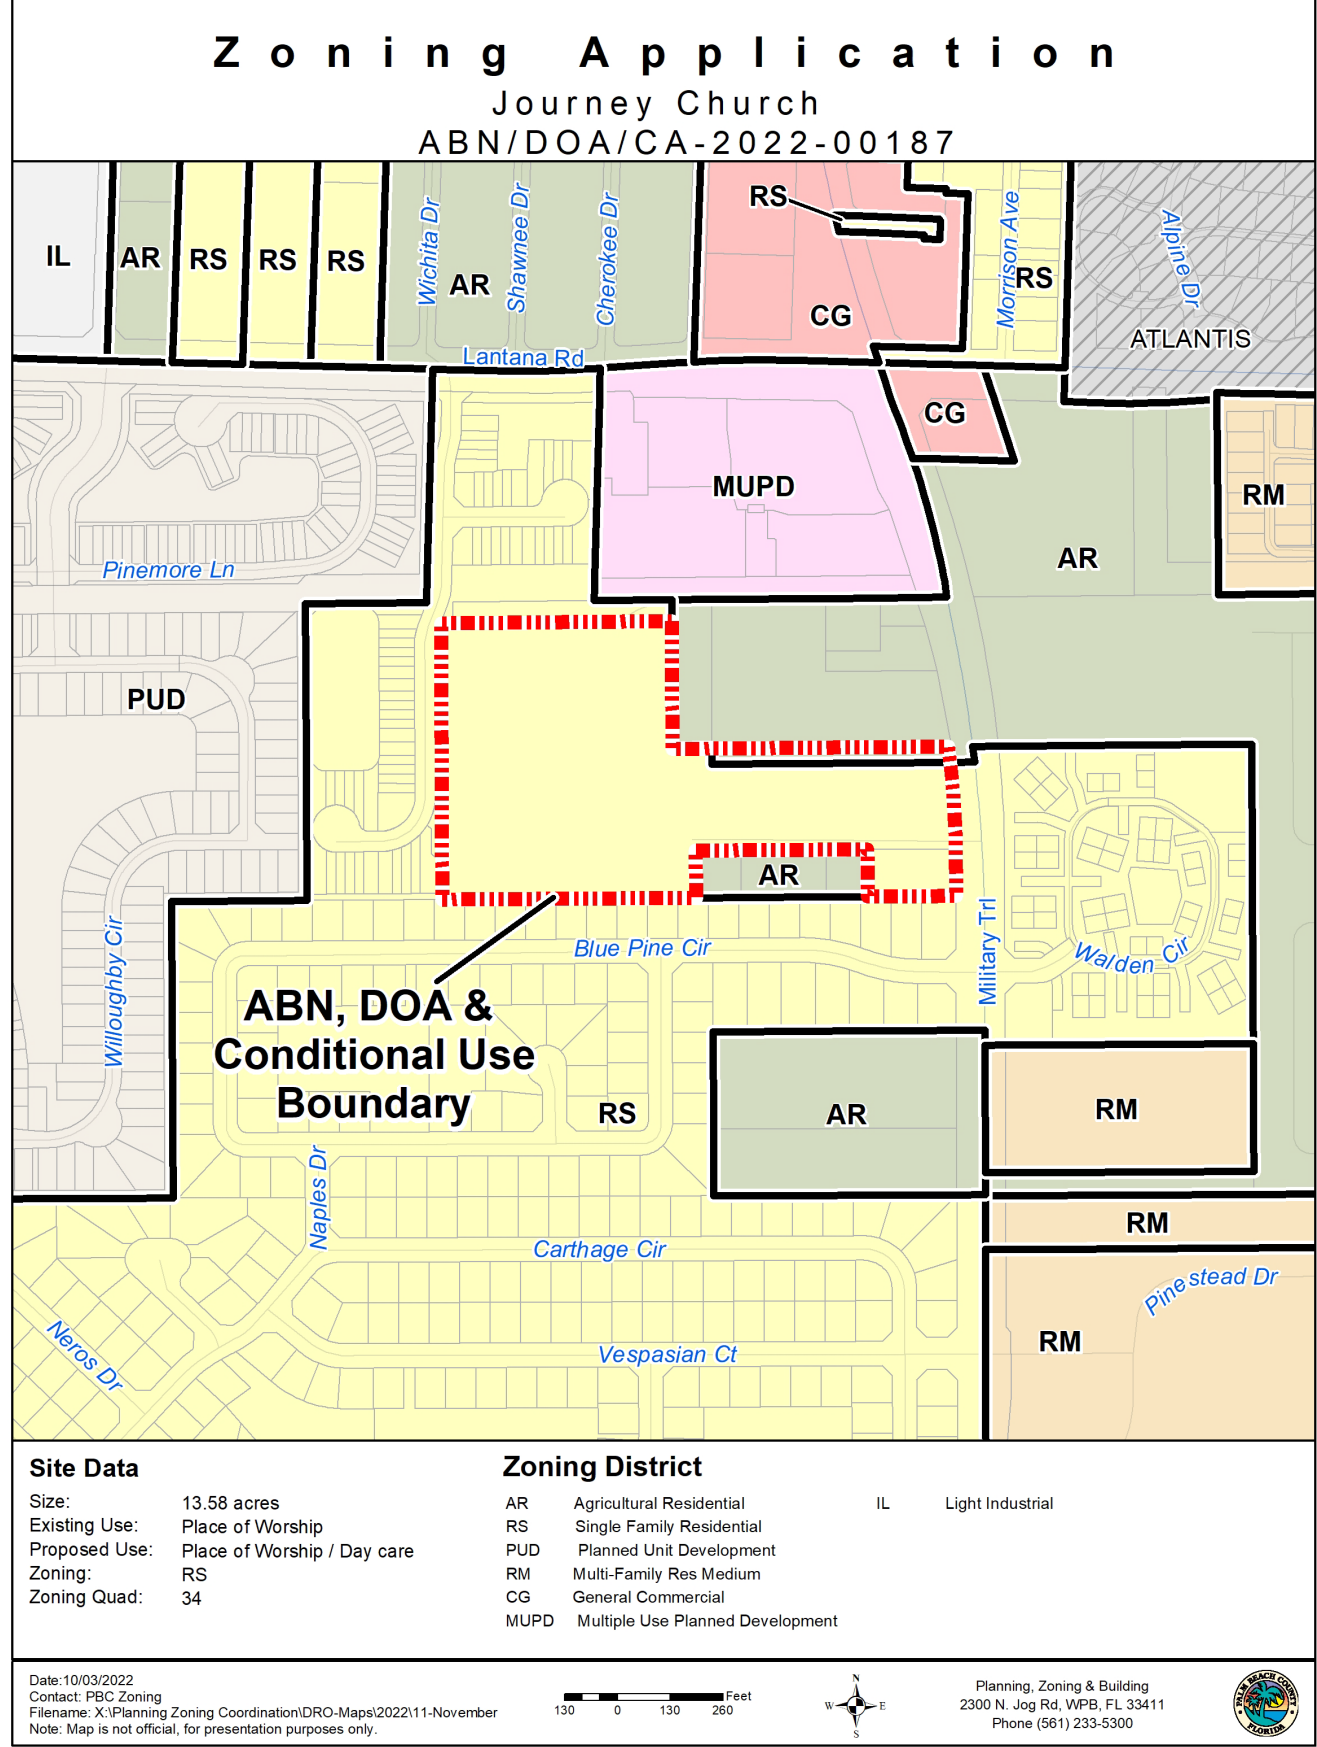 Zoning Application
Journey Church
ABN/DOA/CA-2022-00187
IL
AR
RS
RS
RS
Wichita Dr
AR
Shawnee Dr
Cherokee Dr
RS
CG
Morrison Ave
RS
Alpine Dr
ATLANTIS
Lantana Rd
CG
MUPD
RM
AR
Pinemore Ln
PUD
AR
Willoughby Cir
Blue Pine Cir
Military Trl
Walden Cir
ABN, DOA &
Conditional Use
Boundary
RS
AR
RM
Naples Dr
RM
Carthage Cir
Pinestead Dr
Neros Dr
Vespasian Ct
RM
Site Data
Size: 13.58 acres
Existing Use: Place of Worship
Proposed Use: Place of Worship / Day care
Zoning: RS
Zoning Quad: 34
Zoning District
AR Agricultural Residential IL Light Industrial
RS Single Family Residential
PUD Planned Unit Development
RM Multi-Family Res Medium
CG General Commercial
MUPD Multiple Use Planned Development
Date:10/03/2022
Contact: PBC Zoning
Filename: X:\Planning Zoning Coordination\DRO-Maps\2022\11-November
Note: Map is not official, for presentation purposes only.
Feet
130 0 130 260
N
W E
S
Planning, Zoning & Building
2300 N. Jog Rd, WPB, FL 33411
Phone (561) 233-5300
PALM BEACH COUNTY
FLORIDA